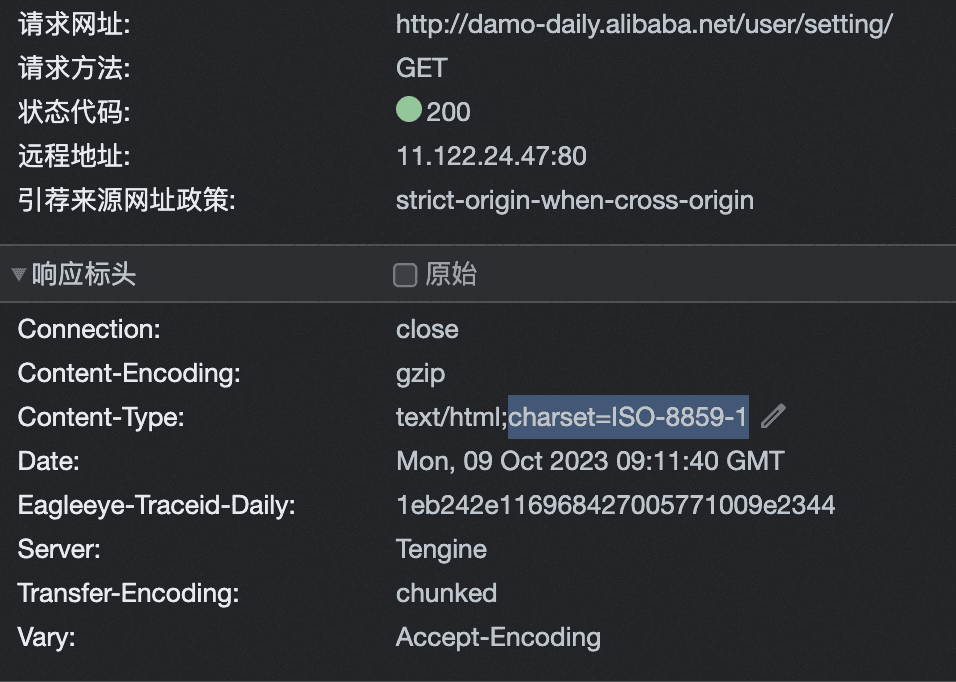 请求网址: http://damo-daily.alibaba.net/user/setting/
请求方法: GET
状态代码: 200
远程地址: 11.122.24.47:80
引荐来源网址政策: strict-origin-when-cross-origin
响应标头 原始
Connection: close
Content-Encoding: gzip
Content-Type: text/html;charset=ISO-8859-1
Date: Mon, 09 Oct 2023 09:11:40 GMT
Eagleeye-Traceid-Daily: 1eb242e116968427005771009e2344
Server: Tengine
Transfer-Encoding: chunked
Vary: Accept-Encoding